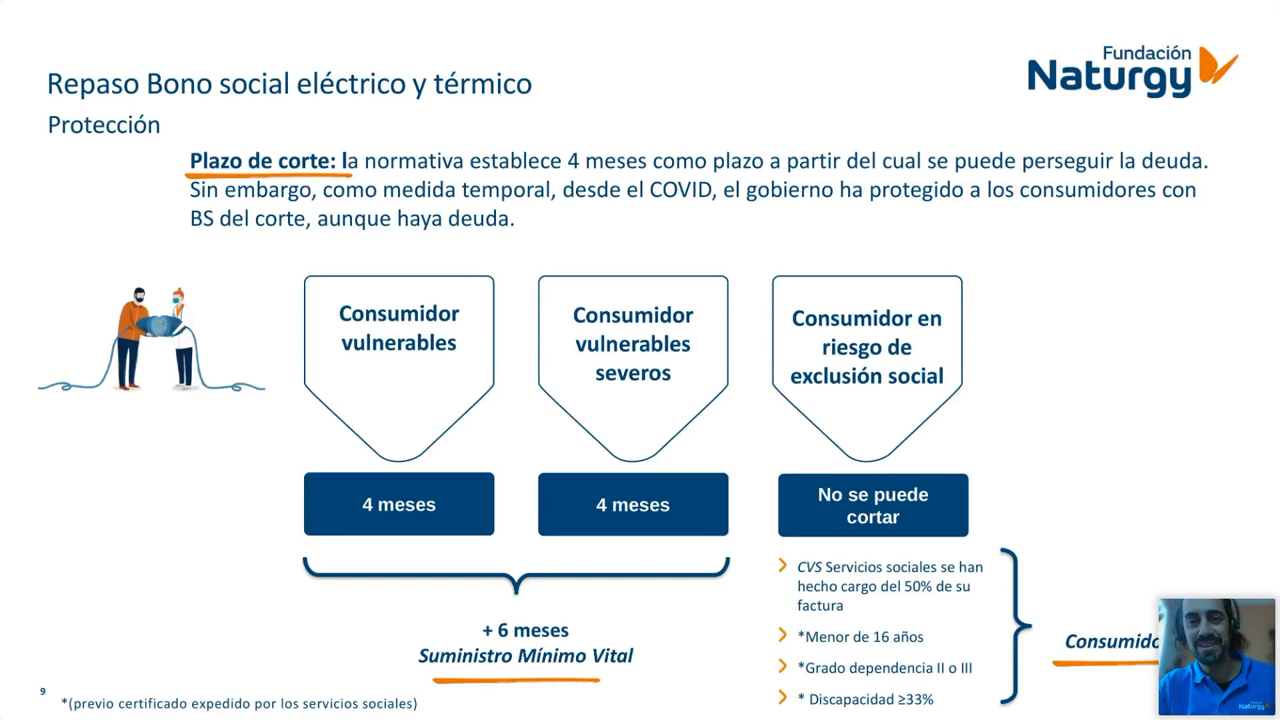 Fundación
Naturgy
Repaso Bono social eléctrico y térmico
Protección
Plazo de corte: la normativa establece 4 meses como plazo a partir del cual se puede perseguir la deuda.
Sin embargo, como medida temporal, desde el COVID, el gobierno ha protegido a los consumidores con
BS del corte, aunque haya deuda.
Consumidor
vulnerables
Consumidor
vulnerables
severos
Consumidor en
riesgo de
exclusión social
4 meses
4 meses
No se puede
cortar
+ 6 meses
Suministro Mínimo Vital
CVS Servicios sociales se han
hecho cargo del 50% de su
factura
*Menor de 16 años
*Grado dependencia II o III
* Discapacidad ≥33%
Consumido
Naturgy
9
*(previo certificado expedido por los servicios sociales)